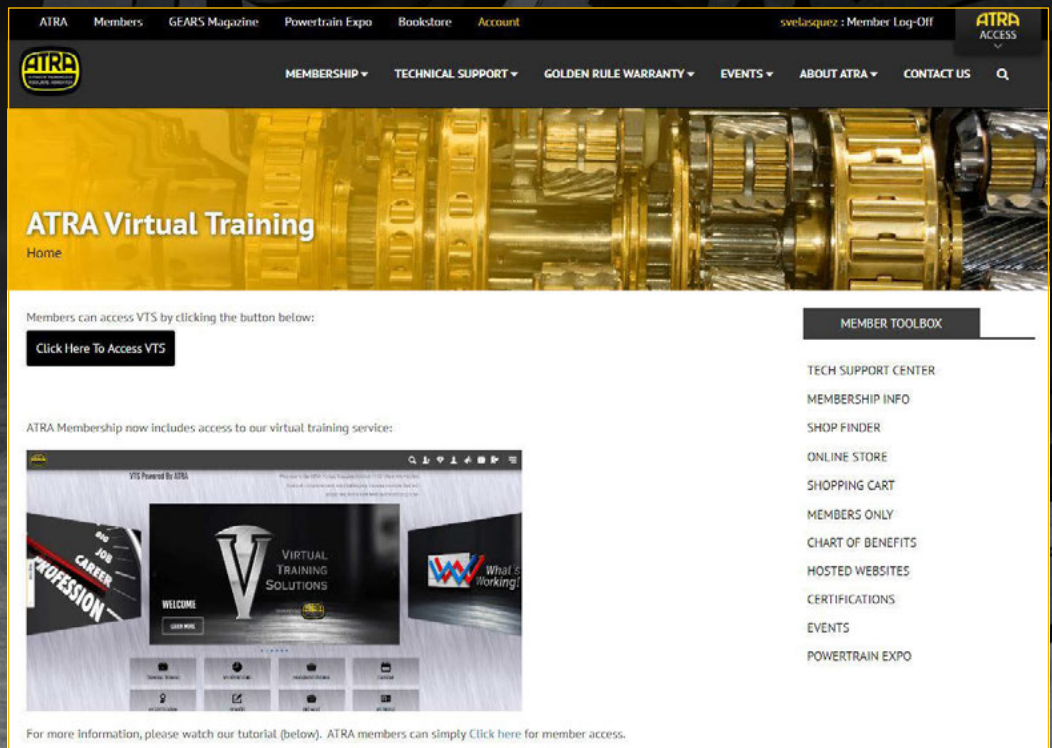 ATRA Members GEARS Magazine Powertrain Expo Bookstore Account svelasquez : Member Log-Off ATRA
ACCESS
ATRA
MEMBERSHIP TECHNICAL SUPPORT GOLDEN RULE WARRANTY EVENTS ABOUT ATRA CONTACT US
ATRA Virtual Training
Home
Members can access VTS by clicking the button below:
Click Here To Access VTS
ATRA Membership now includes access to our virtual training service:
VTS Powered By ATRA
BIG
JOB
CAREER
PROFESSION
VIRTUAL
TRAINING
SOLUTIONS
WELCOME
LEARN MORE
What's
Working!
CALENDAR
For more information, please watch our tutorial (below). ATRA members can simply Click here for member access.
MEMBER TOOLBOX
TECH SUPPORT CENTER
MEMBERSHIP INFO
SHOP FINDER
ONLINE STORE
SHOPPING CART
MEMBERS ONLY
CHART OF BENEFITS
HOSTED WEBSITES
CERTIFICATIONS
EVENTS
POWERTRAIN EXPO